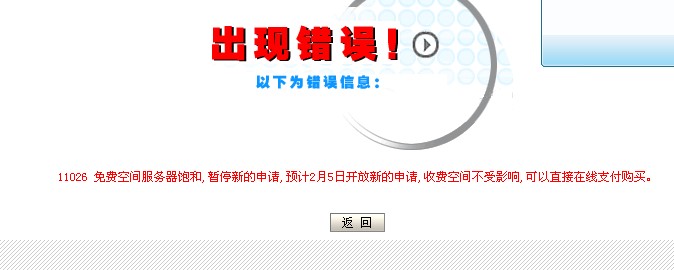 出现错误!
以下为错误信息:
11026 免费空间服务器饱和,暂停新的申请,预计2月5日开放新的申请,收费空间不受影响,可以直接在线支付购买。
返 回